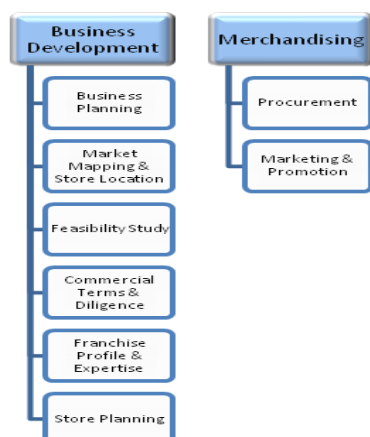 Business
Development
Business
Planning
Market
Mapping &
Store Location
Feasibility Study
Commercial
Terms &
Diligence
Franchise
Profile &
Expertise
Store Planning
Merchandising
Procurement
Marketing &
Promotion